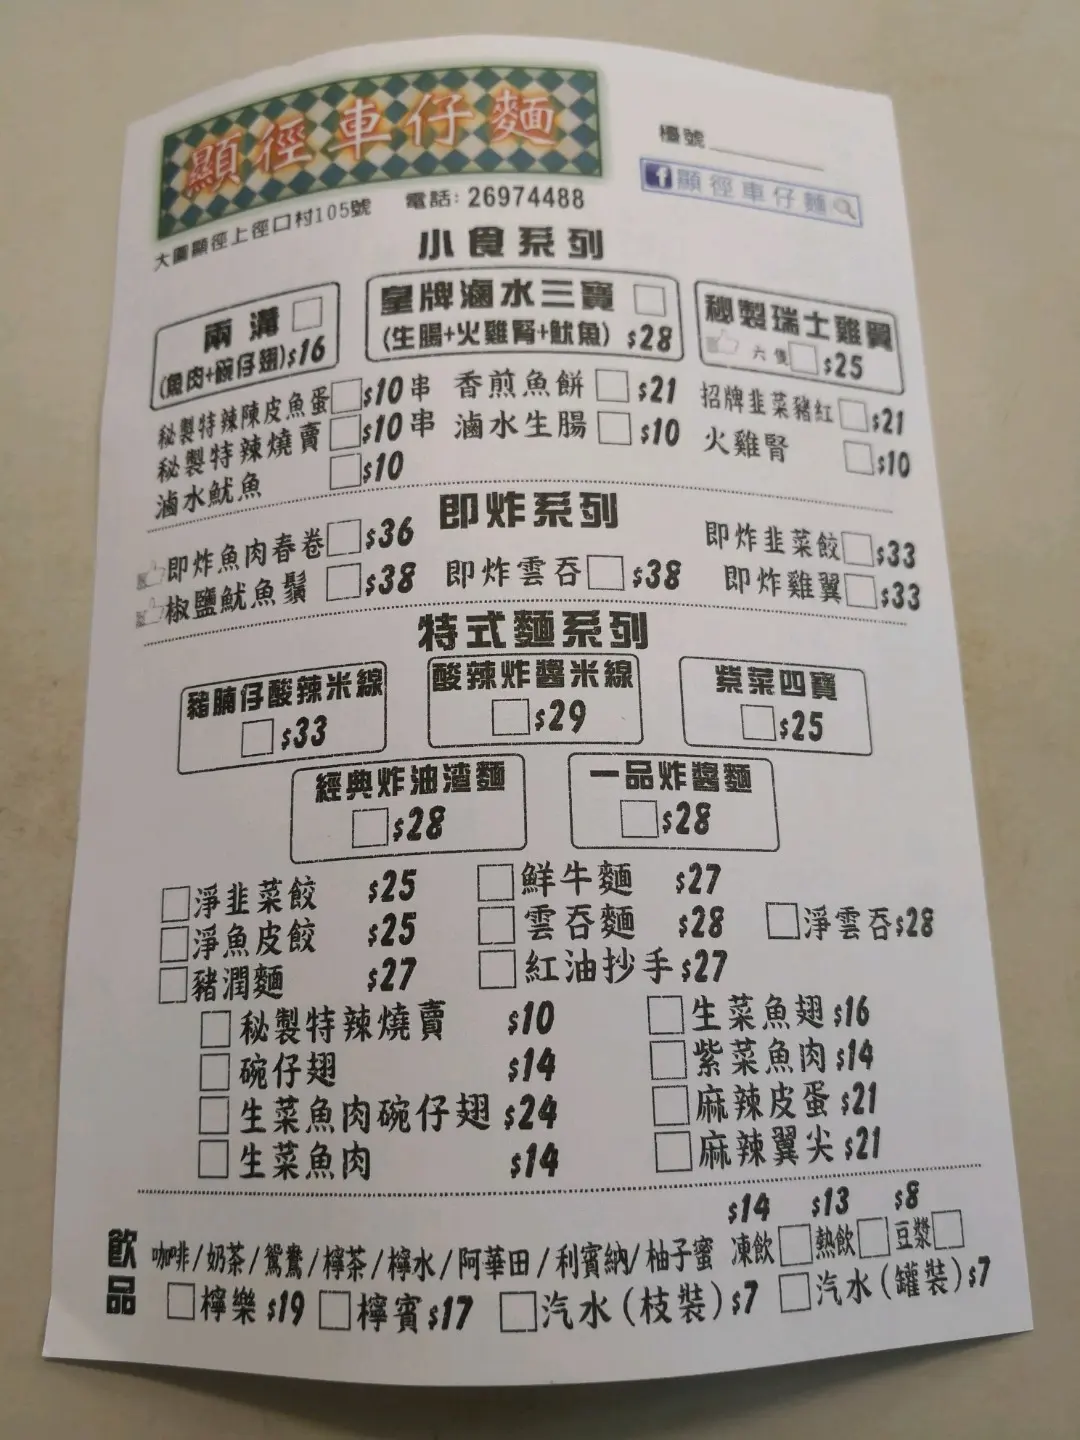 顯徑車仔麵
檯號
顯徑車仔麵
大圍顯徑上徑口村105號 電話: 26974488
小食系列
兩溝
(魚肉+碗仔翅)$16
皇牌滷水三寶
(生腸+火雞腎+魷魚) $28
秘製瑞士雞翼
六隻 $25
秘製特辣陳皮魚蛋 $10串 香煎魚餅 $21 招牌韭菜豬紅 $21
秘製特辣燒賣 $10串 滷水生腸 $10 火雞腎 $10
滷水魷魚 $10
即炸系列
即炸魚肉春卷 $36 即炸韭菜餃 $33
椒鹽魷魚鬚 $38 即炸雲吞 $38 即炸雞翼 $33
特式麵系列
豬腩仔酸辣米線 $33
酸辣炸醬米線 $29
紫菜四寶 $25
經典炸油渣麵 $28
一品炸醬麵 $28
淨韭菜餃 $25 鮮牛麵 $27
淨魚皮餃 $25 雲吞麵 $28 淨雲吞 $28
豬潤麵 $27 紅油抄手 $27
秘製特辣燒賣 $10 生菜魚翅 $16
碗仔翅 $14 紫菜魚肉 $14
生菜魚肉碗仔翅 $24 麻辣皮蛋 $21
生菜魚肉 $14 麻辣翼尖 $21
飲品
$14 $13 $8
咖啡/奶茶/鴛鴦/檸茶/檸水/阿華田/利賓納/柚子蜜 凍飲 熱飲 豆漿
檸樂 $19 檸賓 $17 汽水(枝裝) $7 汽水(罐裝) $7